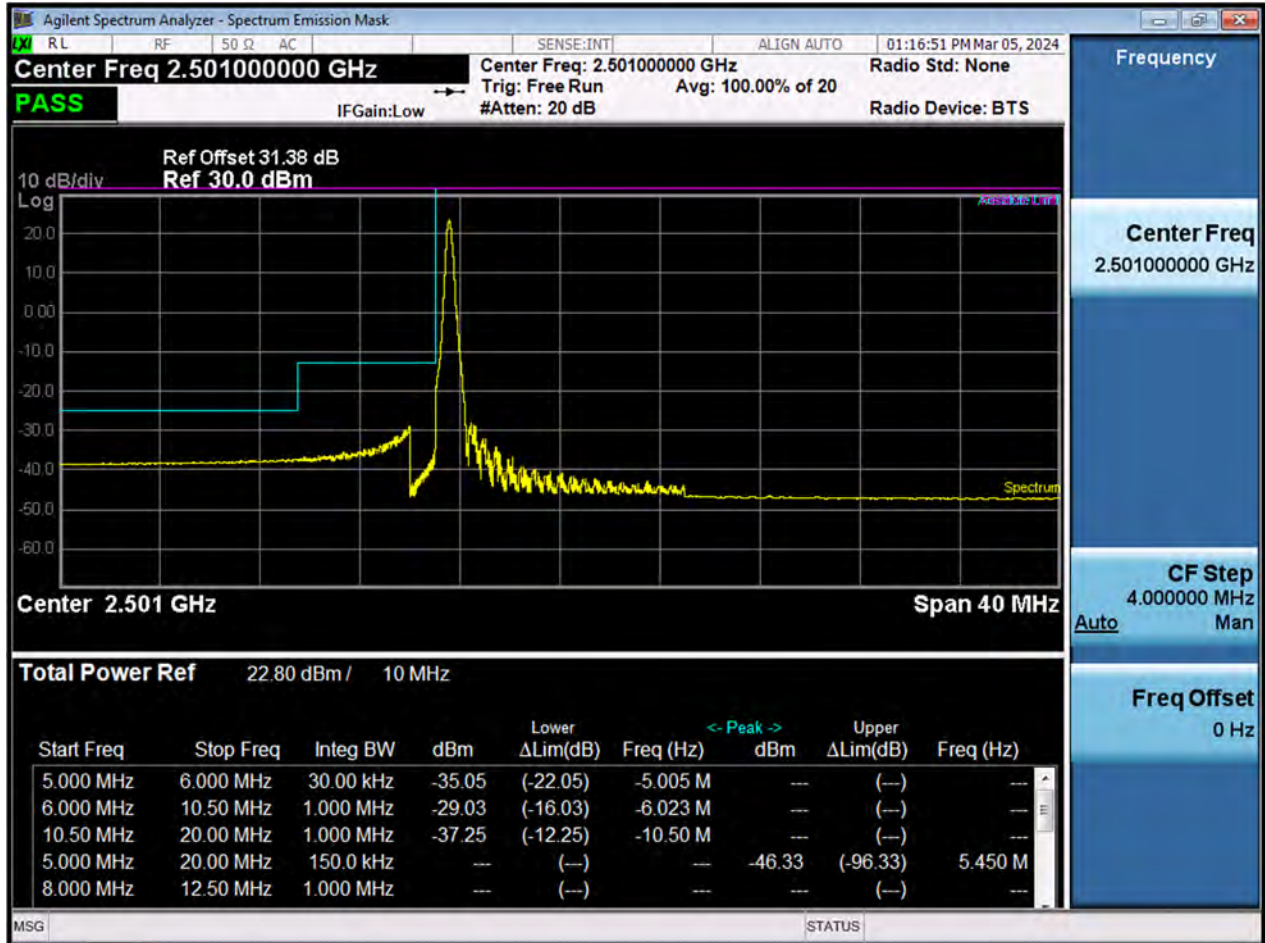 Agilent Spectrum Analyzer - Spectrum Emission Mask
LXI RL RF 50 Ω AC SENSE:INT ALIGN AUTO 01:16:51 PM Mar 05, 2024
Center Freq 2.501000000 GHz
Center Freq: 2.501000000 GHz
Radio Std: None
Trig: Free Run Avg: 100.00% of 20
PASS
IFGain:Low
#Atten: 20 dB
Radio Device: BTS
Ref Offset 31.38 dB
10 dB/div Ref 30.0 dBm
Log
Absolute Limit
20.0
10.0
0.00
-10.0
-20.0
-30.0
-40.0
Spectrum
-50.0
-60.0
Center 2.501 GHz Span 40 MHz
Total Power Ref 22.80 dBm / 10 MHz
Lower <- Peak -> Upper
Start Freq Stop Freq Integ BW dBm ΔLim(dB) Freq (Hz) dBm ΔLim(dB) Freq (Hz)
5.000 MHz 6.000 MHz 30.00 kHz -35.05 (-22.05) -5.005 M --- (---) ---
6.000 MHz 10.50 MHz 1.000 MHz -29.03 (-16.03) -6.023 M --- (---) ---
10.50 MHz 20.00 MHz 1.000 MHz -37.25 (-12.25) -10.50 M --- (---) ---
5.000 MHz 20.00 MHz 150.0 kHz --- (---) --- -46.33 (-96.33) 5.450 M
8.000 MHz 12.50 MHz 1.000 MHz --- (---) --- --- (---) ---
MSG STATUS
Frequency
Center Freq
2.501000000 GHz
CF Step
4.000000 MHz
Auto Man
Freq Offset
0 Hz